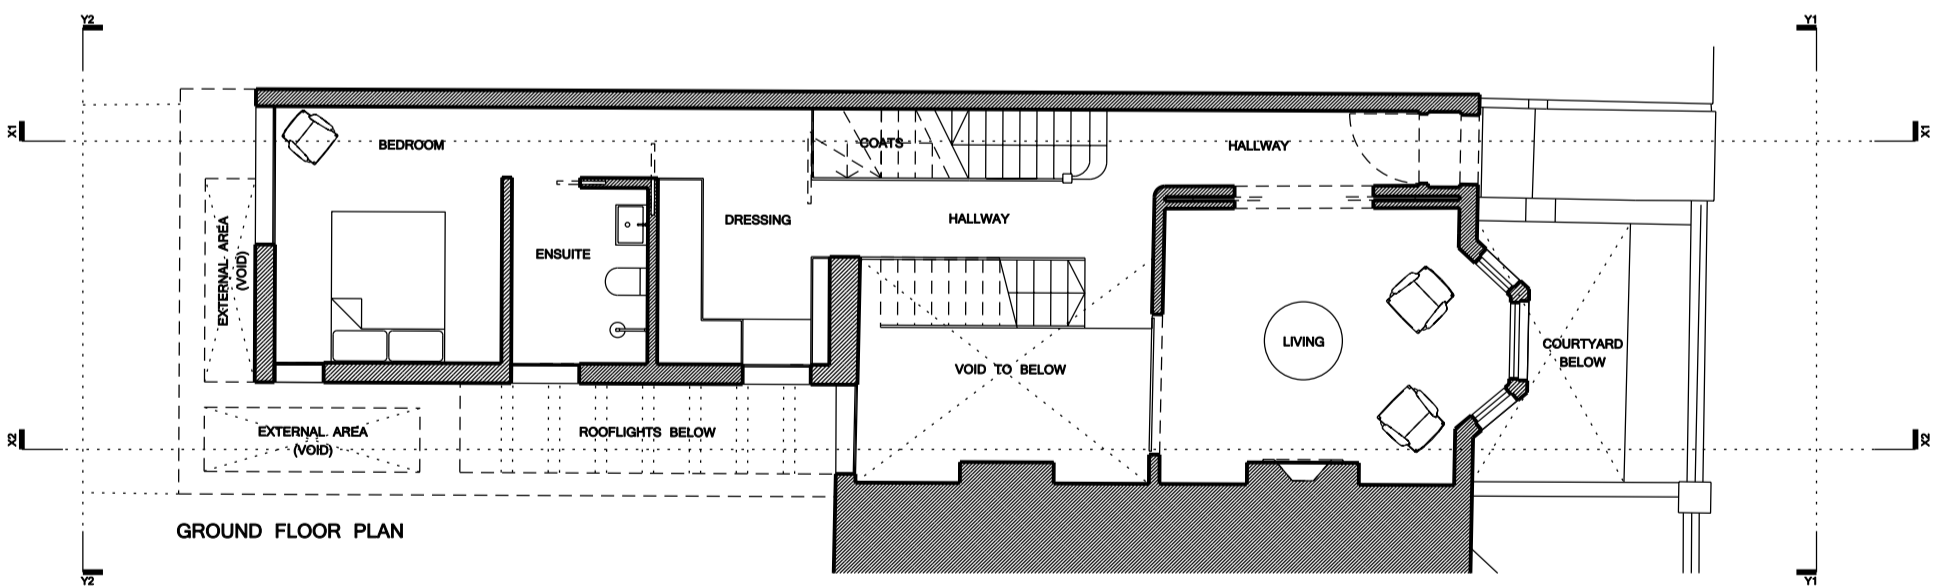 Y2
Y1
X1
X1
BEDROOM
COATS
HALLWAY
DRESSING
HALLWAY
ENSUITE
EXTERNAL AREA
(VOID)
LIVING
COURTYARD
BELOW
VOID TO BELOW
EXTERNAL AREA
(VOID)
ROOFLIGHTS BELOW
X2
X2
GROUND FLOOR PLAN
Y2
Y1